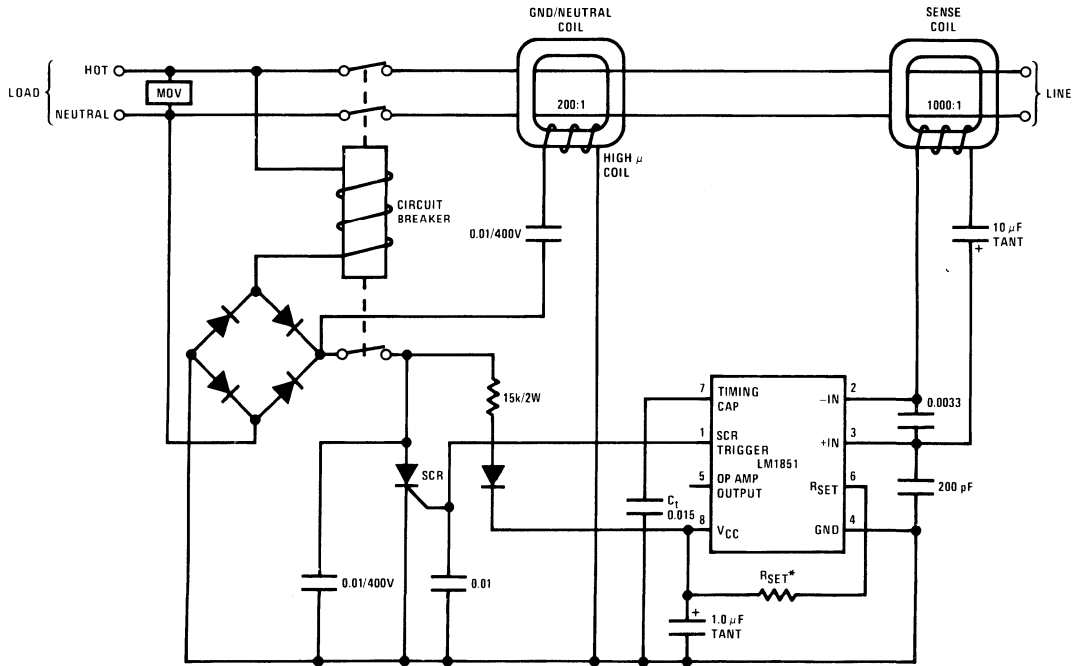 GND/NEUTRAL
COIL
SENSE
COIL
HOT
LOAD
MOV
NEUTRAL
200:1
1000:1
LINE
HIGH μ
COIL
CIRCUIT
BREAKER
0.01/400V
10 μF
+ TANT
15k/2W
7 TIMING
CAP
2
–IN
0.0033
1 SCR
TRIGGER
3
+IN
LM1851
SCR
5 OP AMP
OUTPUT
6
RSET
200 pF
Ct
0.015
8 VCC
4
GND
0.01/400V
0.01
RSET*
+
1.0 μF
TANT